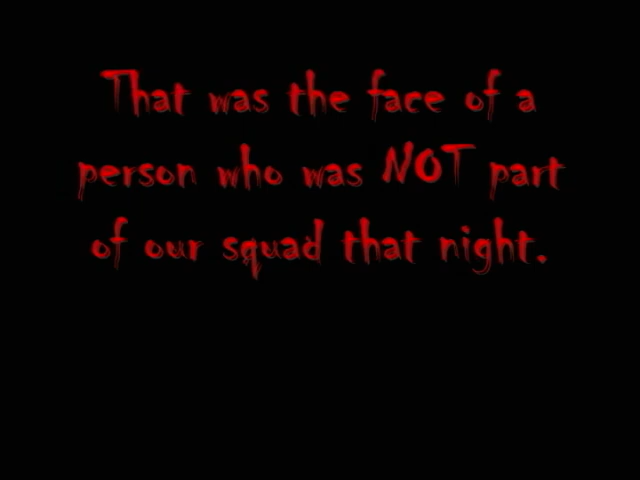 That was the face of a
person who was NOT part
of our squad that night.